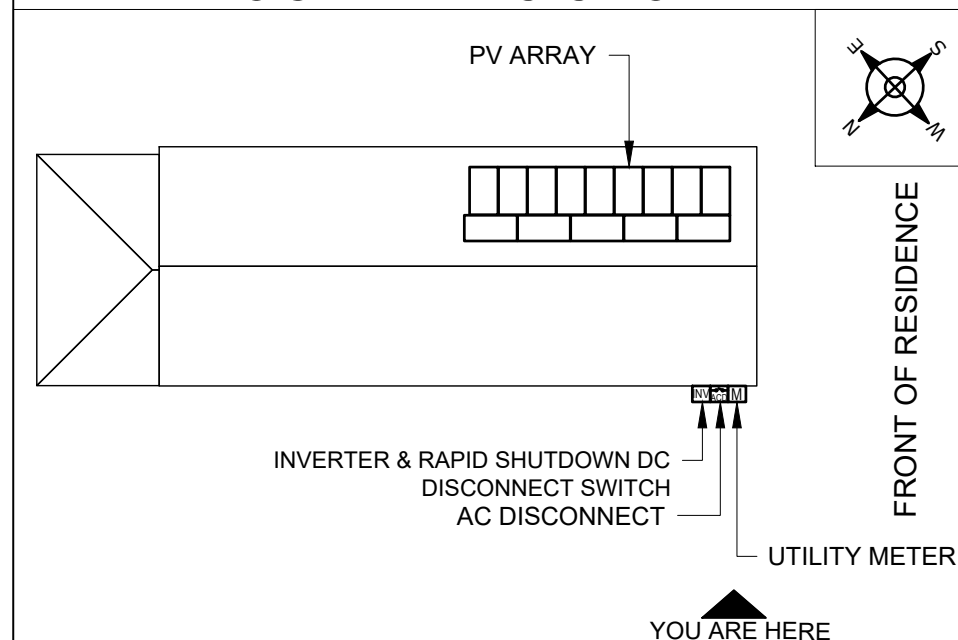 PV ARRAY
E
S
N
W
FRONT OF RESIDENCE
INV
ACD
M
INVERTER & RAPID SHUTDOWN DC
DISCONNECT SWITCH
AC DISCONNECT
UTILITY METER
YOU ARE HERE